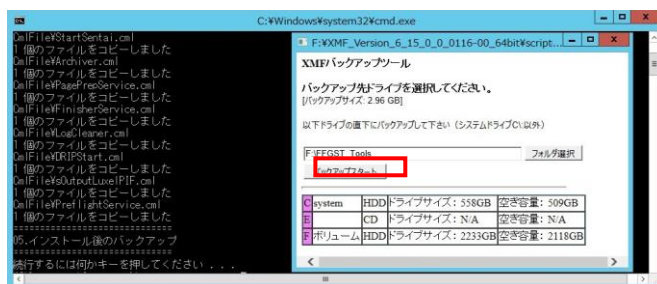 C:¥Windows¥system32¥cmd.exe
CmlFile¥StartSentai.cml
1 個のファイルをコピーしました
CmlFile¥Archiver.cml
1 個のファイルをコピーしました
CmlFile¥PagePrepService.cml
1 個のファイルをコピーしました
CmlFile¥FinisherService.cml
1 個のファイルをコピーしました
CmlFile¥LogCleaner.cml
1 個のファイルをコピーしました
CmlFile¥DRIPStart.cml
1 個のファイルをコピーしました
CmlFile¥sOutputLuxelPIF.cml
1 個のファイルをコピーしました
CmlFile¥PreflightService.cml
1 個のファイルをコピーしました
==============================
05.インストール後のバックアップ
==============================
続行するには何かキーを押してください . . .
F:¥XMF_Version_6_15_0_0_0116-00_64bit¥script...
XMFバックアップツール
バックアップ先ドライブを選択してください。
[バックアップサイズ: 2.96 GB]
以下ドライブの直下にバックアップして下さい（システムドライブC\:以外）
F:\FFGST_Tools フォルダ選択
バックアップスタート
C system HDD ドライブサイズ: 558GB 空き容量: 509GB
E CD ドライブサイズ: N/A 空き容量: N/A
F ボリューム HDD ドライブサイズ: 2233GB 空き容量: 2118GB